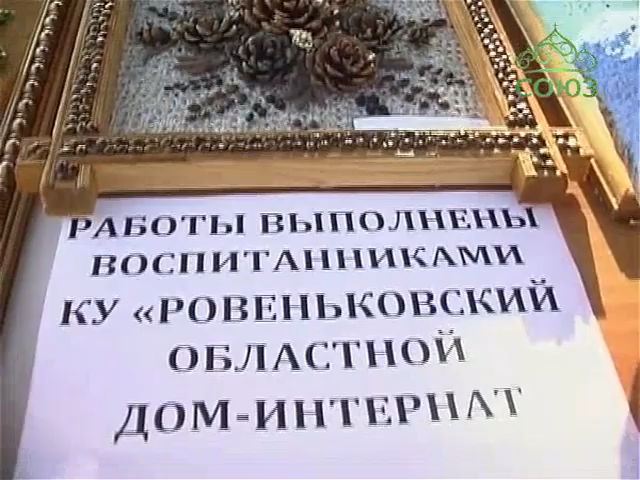 СОЮЗ
РАБОТЫ ВЫПОЛНЕНЫ
ВОСПИТАННИКАМИ
КУ «РОВЕНЬКОВСКИЙ
ОБЛАСТНОЙ
ДОМ-ИНТЕРНАТ